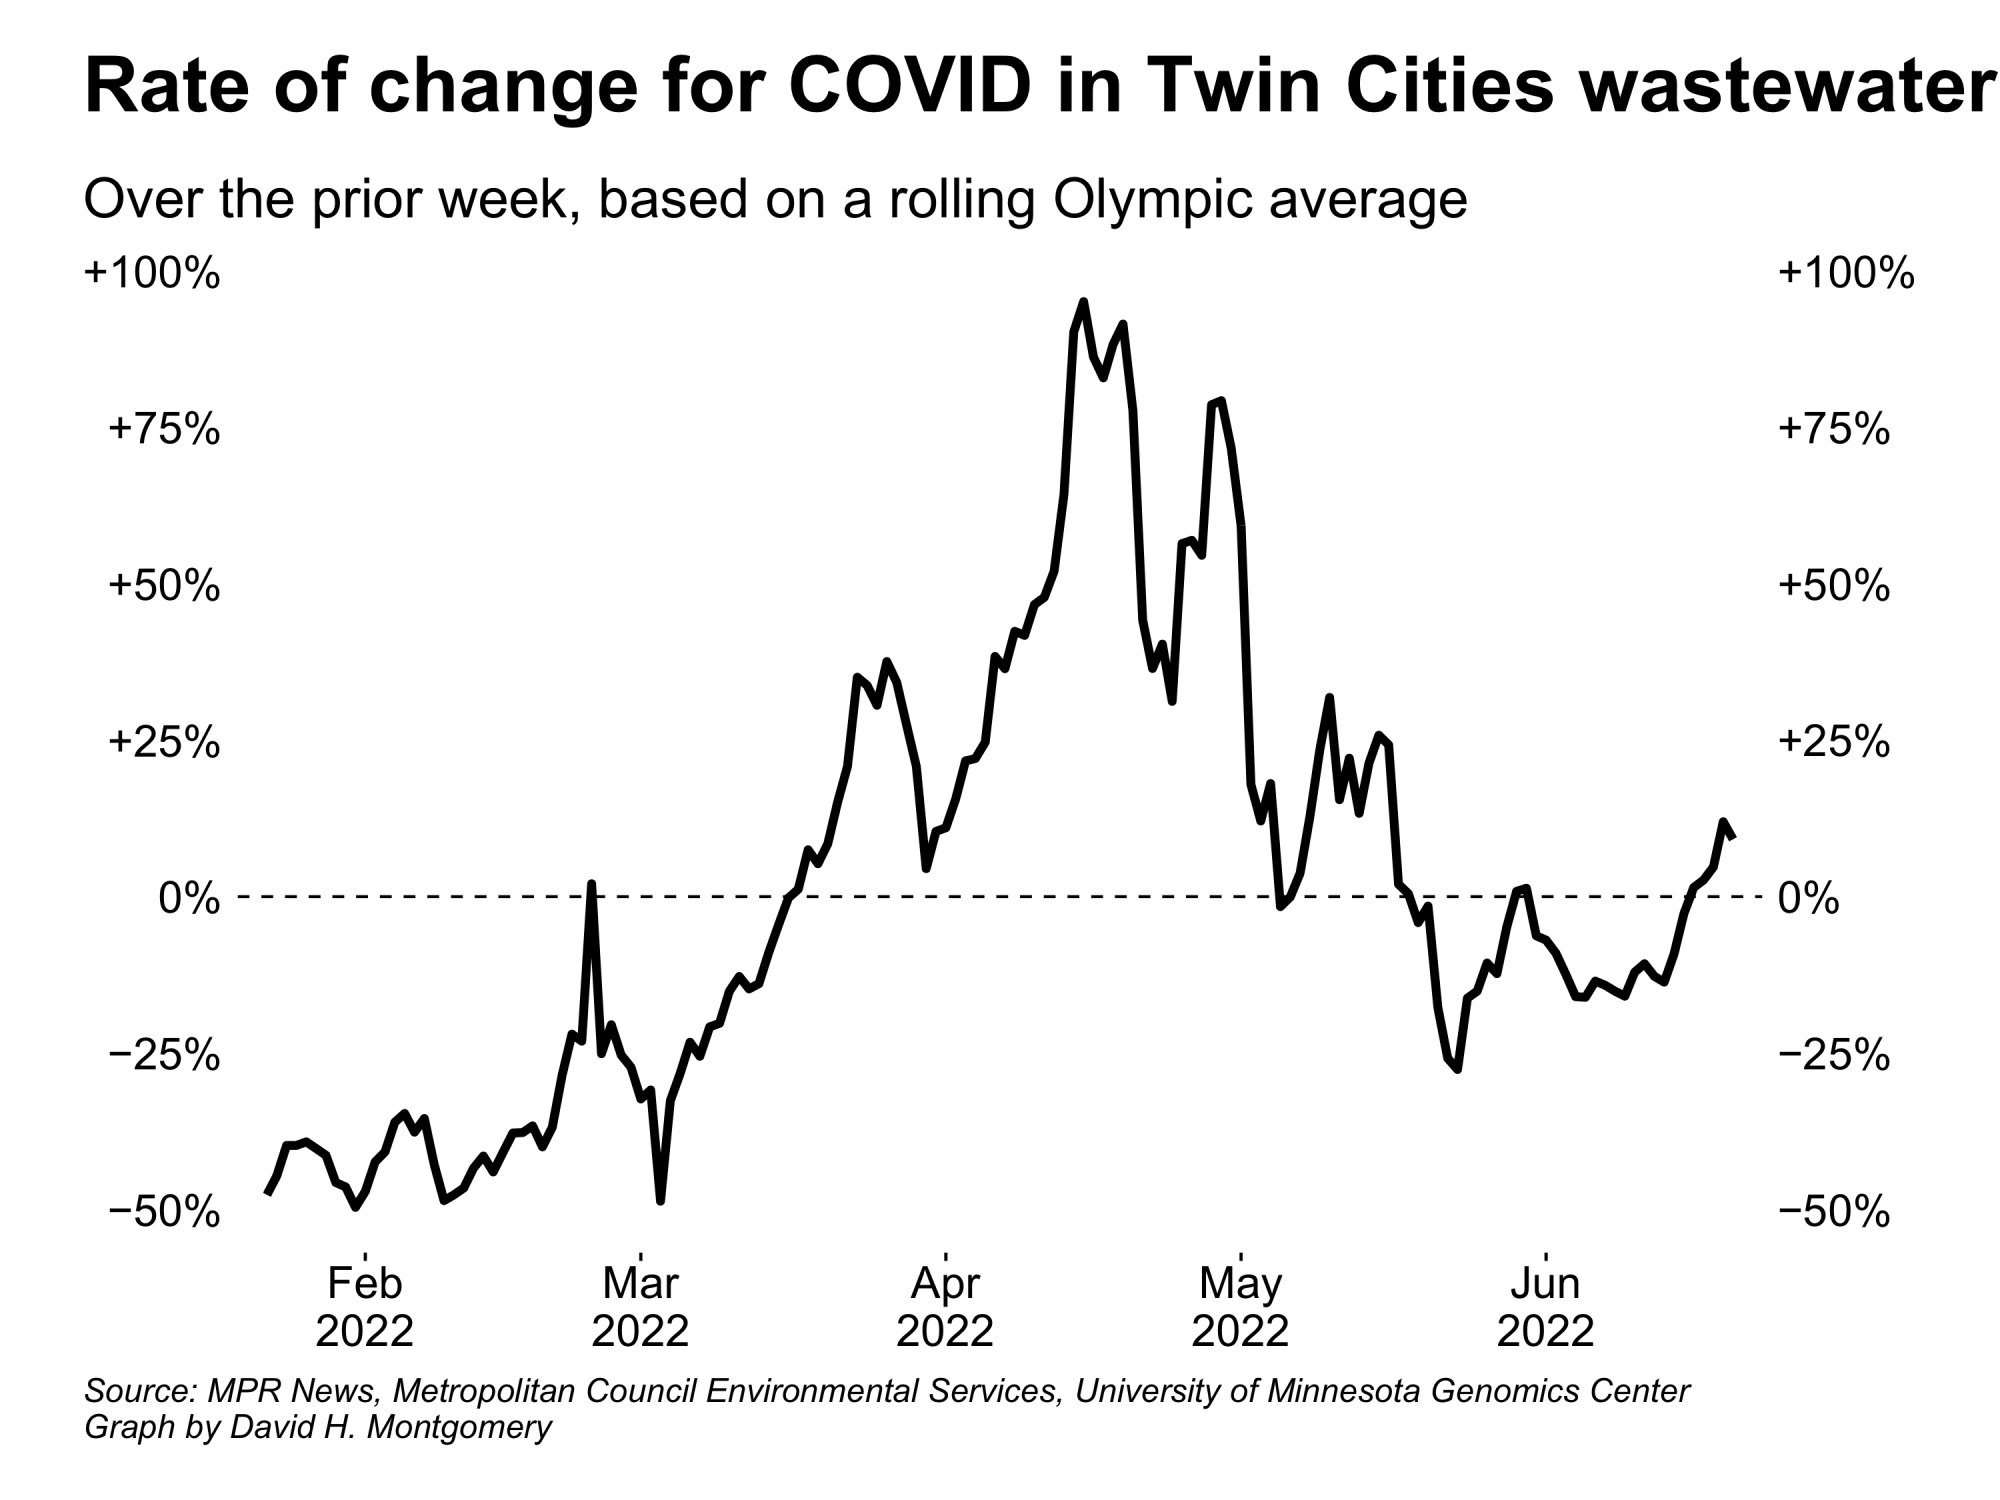 Rate of change for COVID in Twin Cities wastewater
Over the prior week, based on a rolling Olympic average
+100% +100%
+75% +75%
+50% +50%
+25% +25%
0% 0%
−25% −25%
−50% −50%
Feb Mar Apr May Jun
2022 2022 2022 2022 2022
Source: MPR News, Metropolitan Council Environmental Services, University of Minnesota Genomics Center
Graph by David H. Montgomery